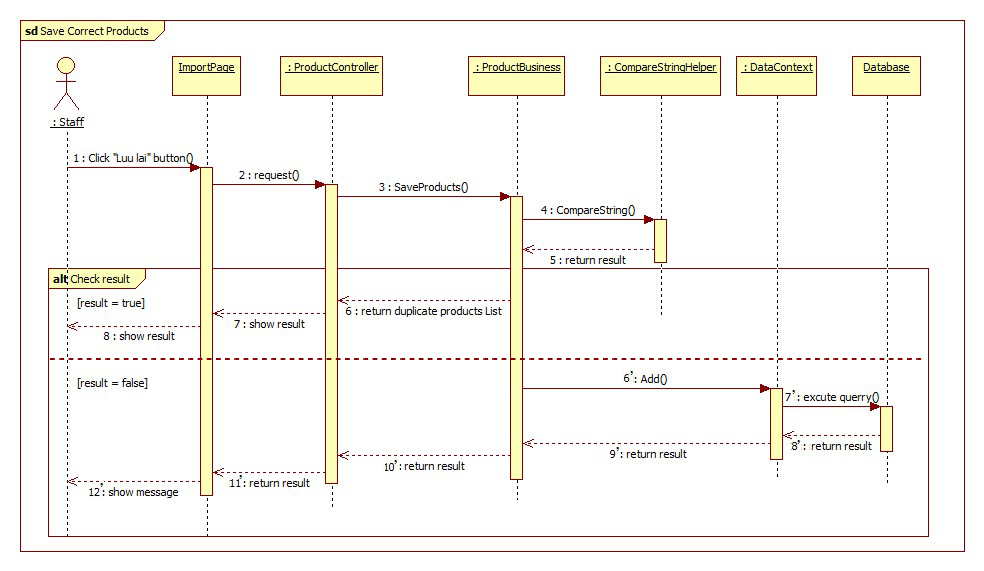 sd Save Correct Products
ImportPage
: ProductController
: ProductBusiness
: CompareStringHelper
: DataContext
Database
: Staff
1 : Click "Luu lai" button()
2 : request()
3 : SaveProducts()
4 : CompareString()
5 : return result
alt Check result
[result = true]
6 : return duplicate products List
7 : show result
8 : show result
[result = false]
6': Add()
7': excute querry()
8': return result
9': return result
10': return result
11': return result
12': show message